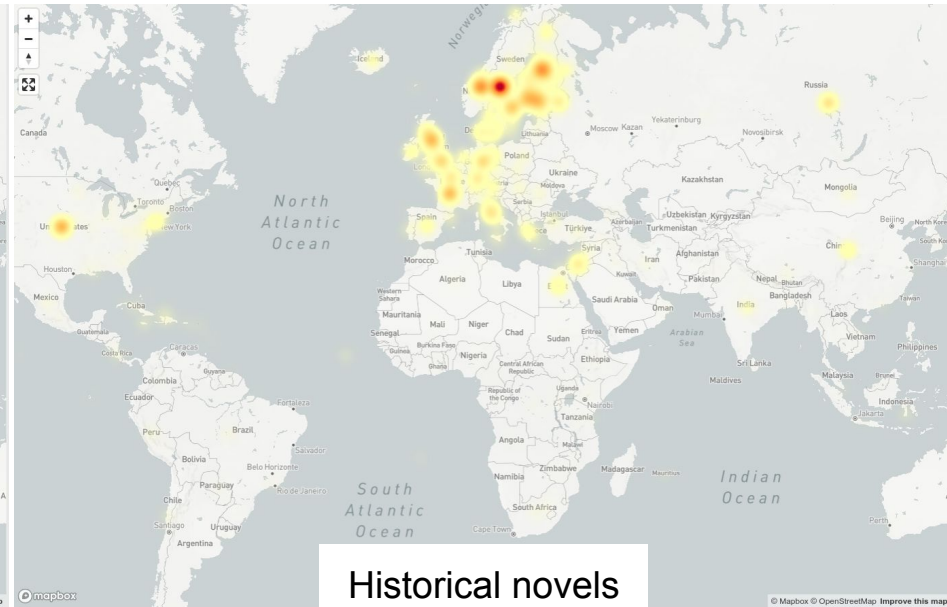 +
−
Norwegi
Iceland
Sweden
Russia
Canada
Lithuania
Moscow
Kazan
Yekaterinburg
Novosibirsk
Poland
Quebec
Toronto
Boston
New York
Ukraine
Moldova
Kazakhstan
Mongolia
North
Atlantic
Ocean
Serbia
Istanbul
Spain
Türkiye
Azerbaijan
Uzbekistan
Kyrgyzstan
Turkmenistan
Beijing
North Kore
South Ko
Houston
Tunisia
Syria
Morocco
Iran
Afghanistan
Shanghai
Mexico
Algeria
Libya
Kuwait
Pakistan
Nepal
Bhutan
Cuba
Western
Sahara
Saudi Arabia
Bangladesh
Taiwan
Oman
India
Mumbai
Mauritania
Laos
Guatemala
Mali
Niger
Chad
Sudan
Eritrea
Yemen
Arabian
Sea
Vietnam
Senegal
Philippines
Costa Rica
Caracas
Guinea
Burkina Faso
Guyana
Ghana
Nigeria
Central African
Republic
Ethiopia
Sri Lanka
Colombia
Maldives
Malaysia
Brunei
Ecuador
Republic of
the Congo
Uganda
Nairobi
Indonesia
Fortaleza
Tanzania
Jakarta
Peru
Brazil
Salvador
Angola
Malawi
Bolivia
Belo Horizonte
Zimbabwe
Madagascar
Mauritius
Namibia
Indian
Ocean
Paraguay
Rio de Janeiro
Chile
South
Atlantic
Ocean
South Africa
A
Santiago
Uruguay
Cape Town
Perth
Argentina
Historical novels
mapbox
© Mapbox © OpenStreetMap Improve this map